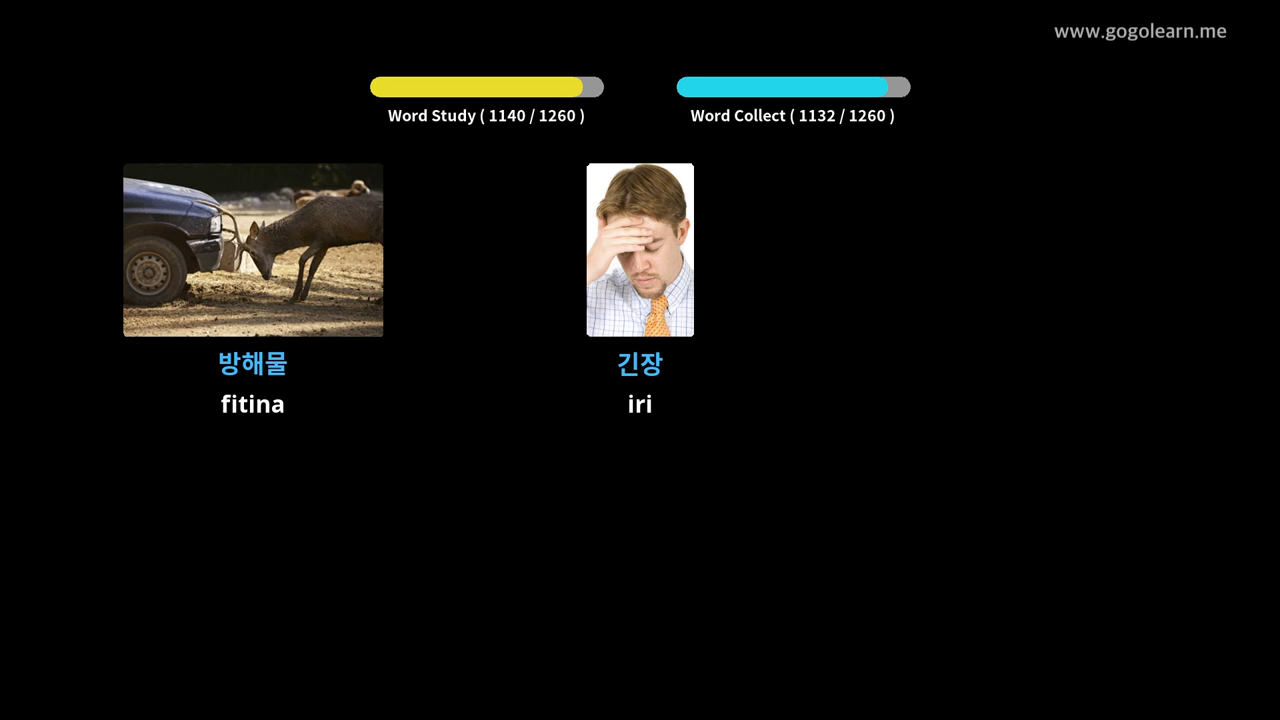 www.gogolearn.me
Word Study ( 1140 / 1260 )
Word Collect ( 1132 / 1260 )
방해물
fitina
긴장
iri